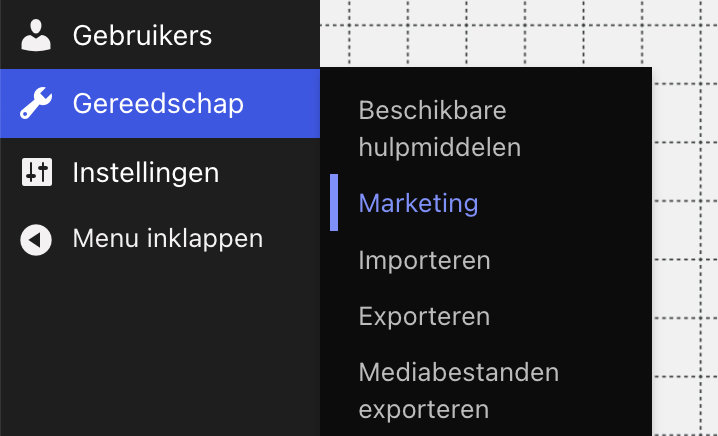 Gebruikers
Gereedschap
Instellingen
Menu inklappen
Beschikbare
hulpmiddelen
Marketing
Importeren
Exporteren
Mediabestanden
exporteren